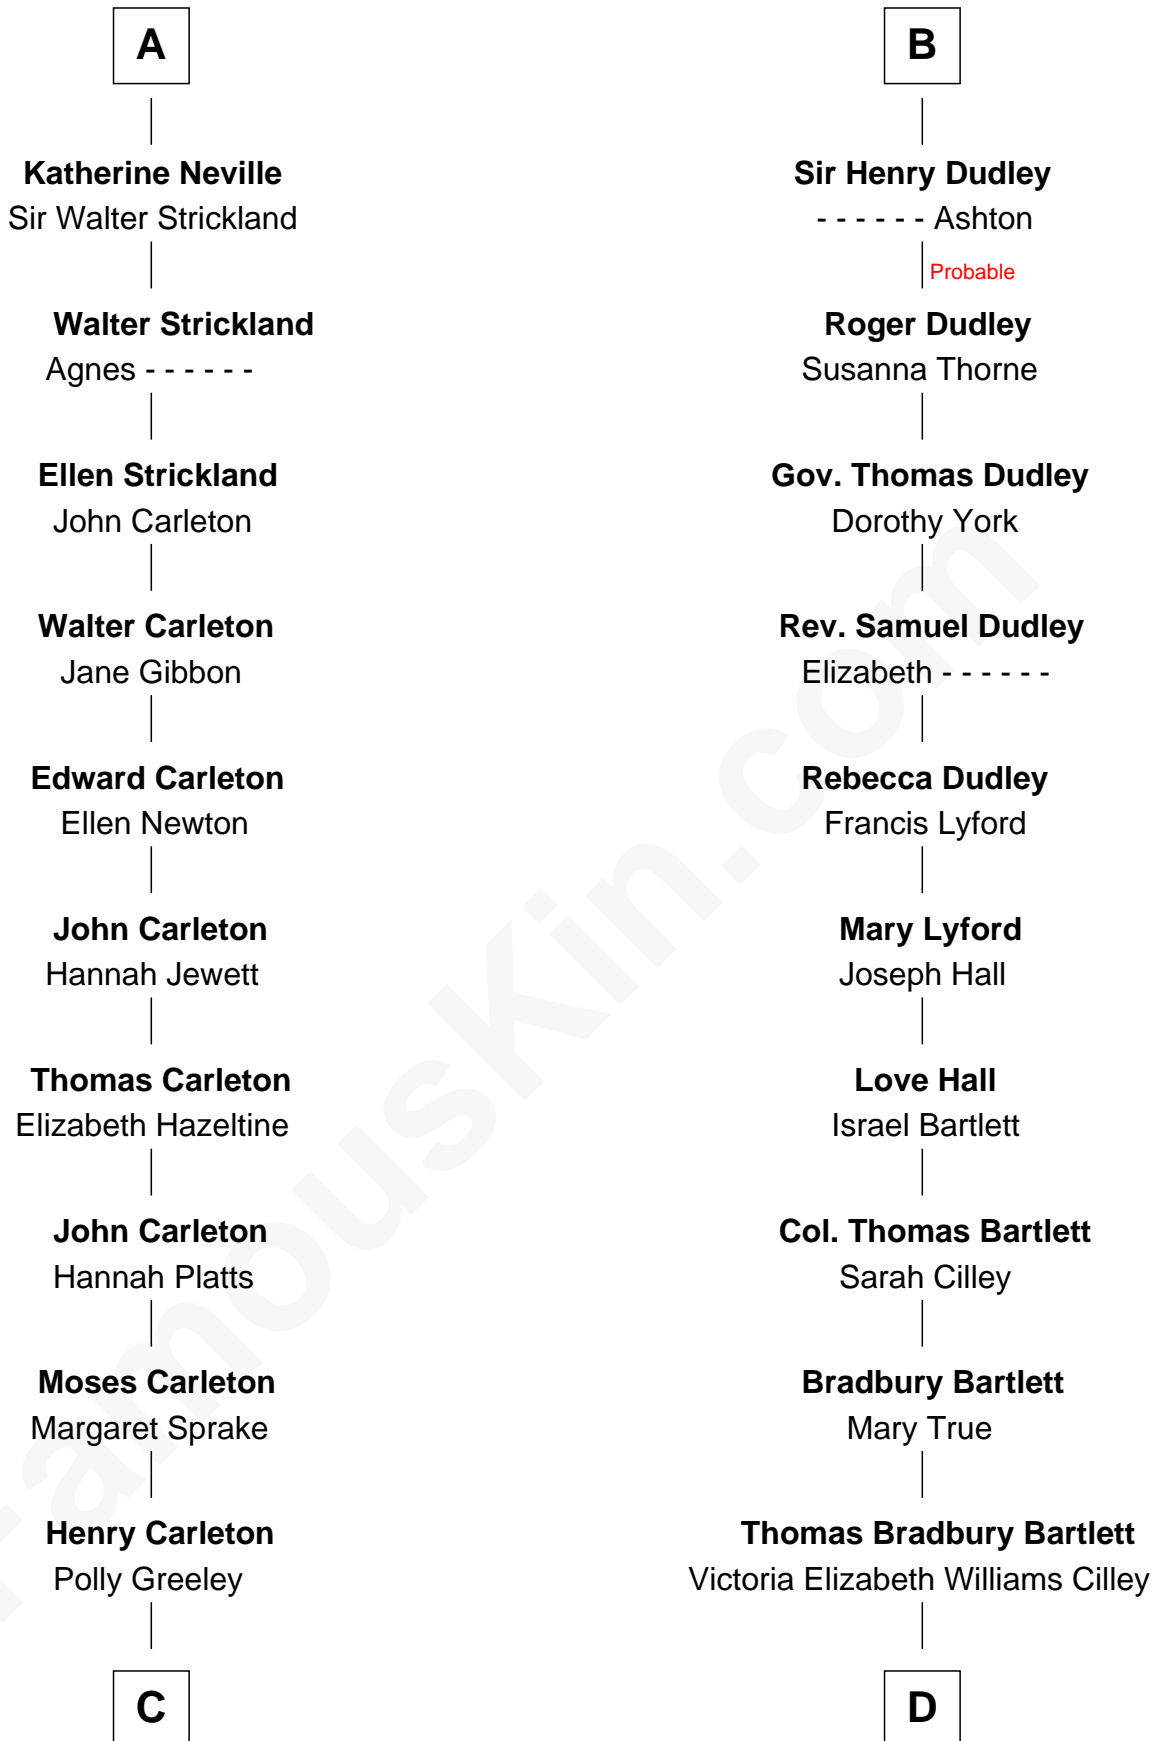 A
Katherine Neville
Sir Walter Strickland
Walter Strickland
Agnes - - - - - -
Ellen Strickland
John Carleton
Walter Carleton
Jane Gibbon
Edward Carleton
Ellen Newton
John Carleton
Hannah Jewett
Thomas Carleton
Elizabeth Hazeltine
John Carleton
Hannah Platts
Moses Carleton
Margaret Sprake
Henry Carleton
Polly Greeley
C
B
Sir Henry Dudley
- - - - - - Ashton
Probable
Roger Dudley
Susanna Thorne
Gov. Thomas Dudley
Dorothy York
Rev. Samuel Dudley
Elizabeth - - - - - -
Rebecca Dudley
Francis Lyford
Mary Lyford
Joseph Hall
Love Hall
Israel Bartlett
Col. Thomas Bartlett
Sarah Cilley
Bradbury Bartlett
Mary True
Thomas Bradbury Bartlett
Victoria Elizabeth Williams Cilley
D
FamousKin.com